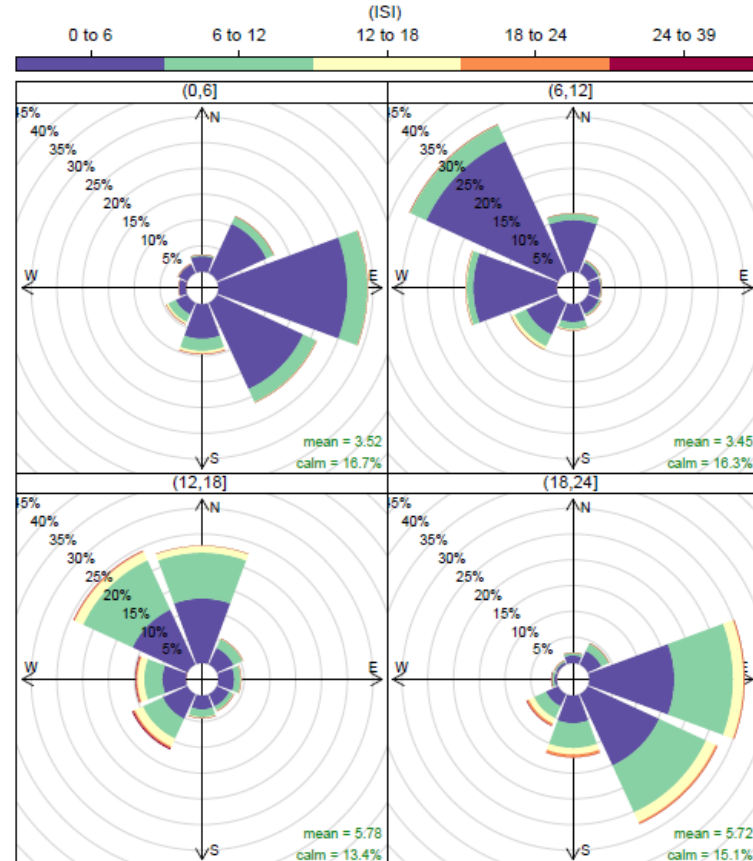 (ISI)
0 to 6 6 to 12 12 to 18 18 to 24 24 to 39
(0,6] (6,12]
45%
40%
35%
30%
25%
20%
15%
10%
5%
N
W
E
S
mean = 3.52
calm = 16.7%
45%
40%
35%
30%
25%
20%
15%
10%
5%
N
W
E
S
mean = 3.45
calm = 16.3%
(12,18] (18,24]
45%
40%
35%
30%
25%
20%
15%
10%
5%
N
W
E
S
mean = 5.78
calm = 13.4%
45%
40%
35%
30%
25%
20%
15%
10%
5%
N
W
E
S
mean = 5.72
calm = 15.1%